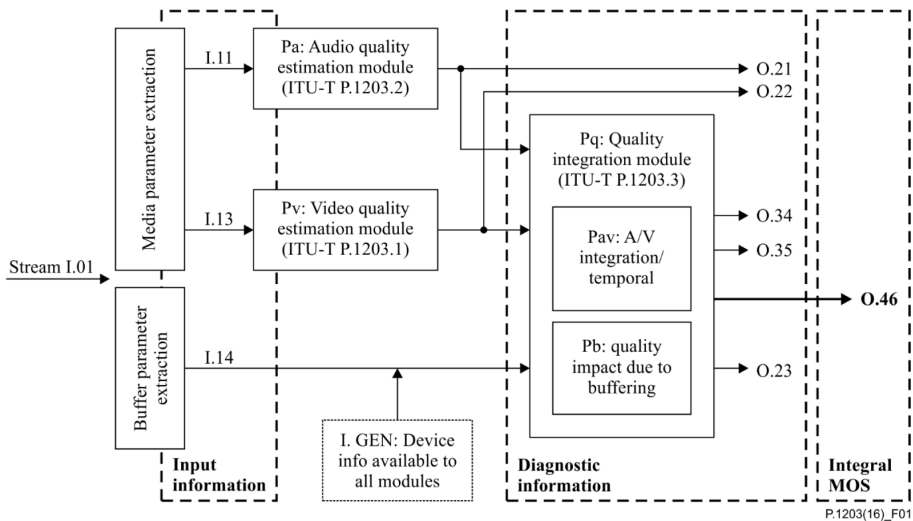 Stream I.01
Media parameter extraction
Buffer parameter
extraction
I.11
I.13
I.14
Input
information
Pa: Audio quality
estimation module
(ITU-T P.1203.2)
Pv: Video quality
estimation module
(ITU-T P.1203.1)
I. GEN: Device
info available to
all modules
Pq: Quality
integration module
(ITU-T P.1203.3)
Pav: A/V
integration/
temporal
Pb: quality
impact due to
buffering
Diagnostic
information
O.21
O.22
O.34
O.35
O.46
O.23
Integral
MOS
P.1203(16)_F01